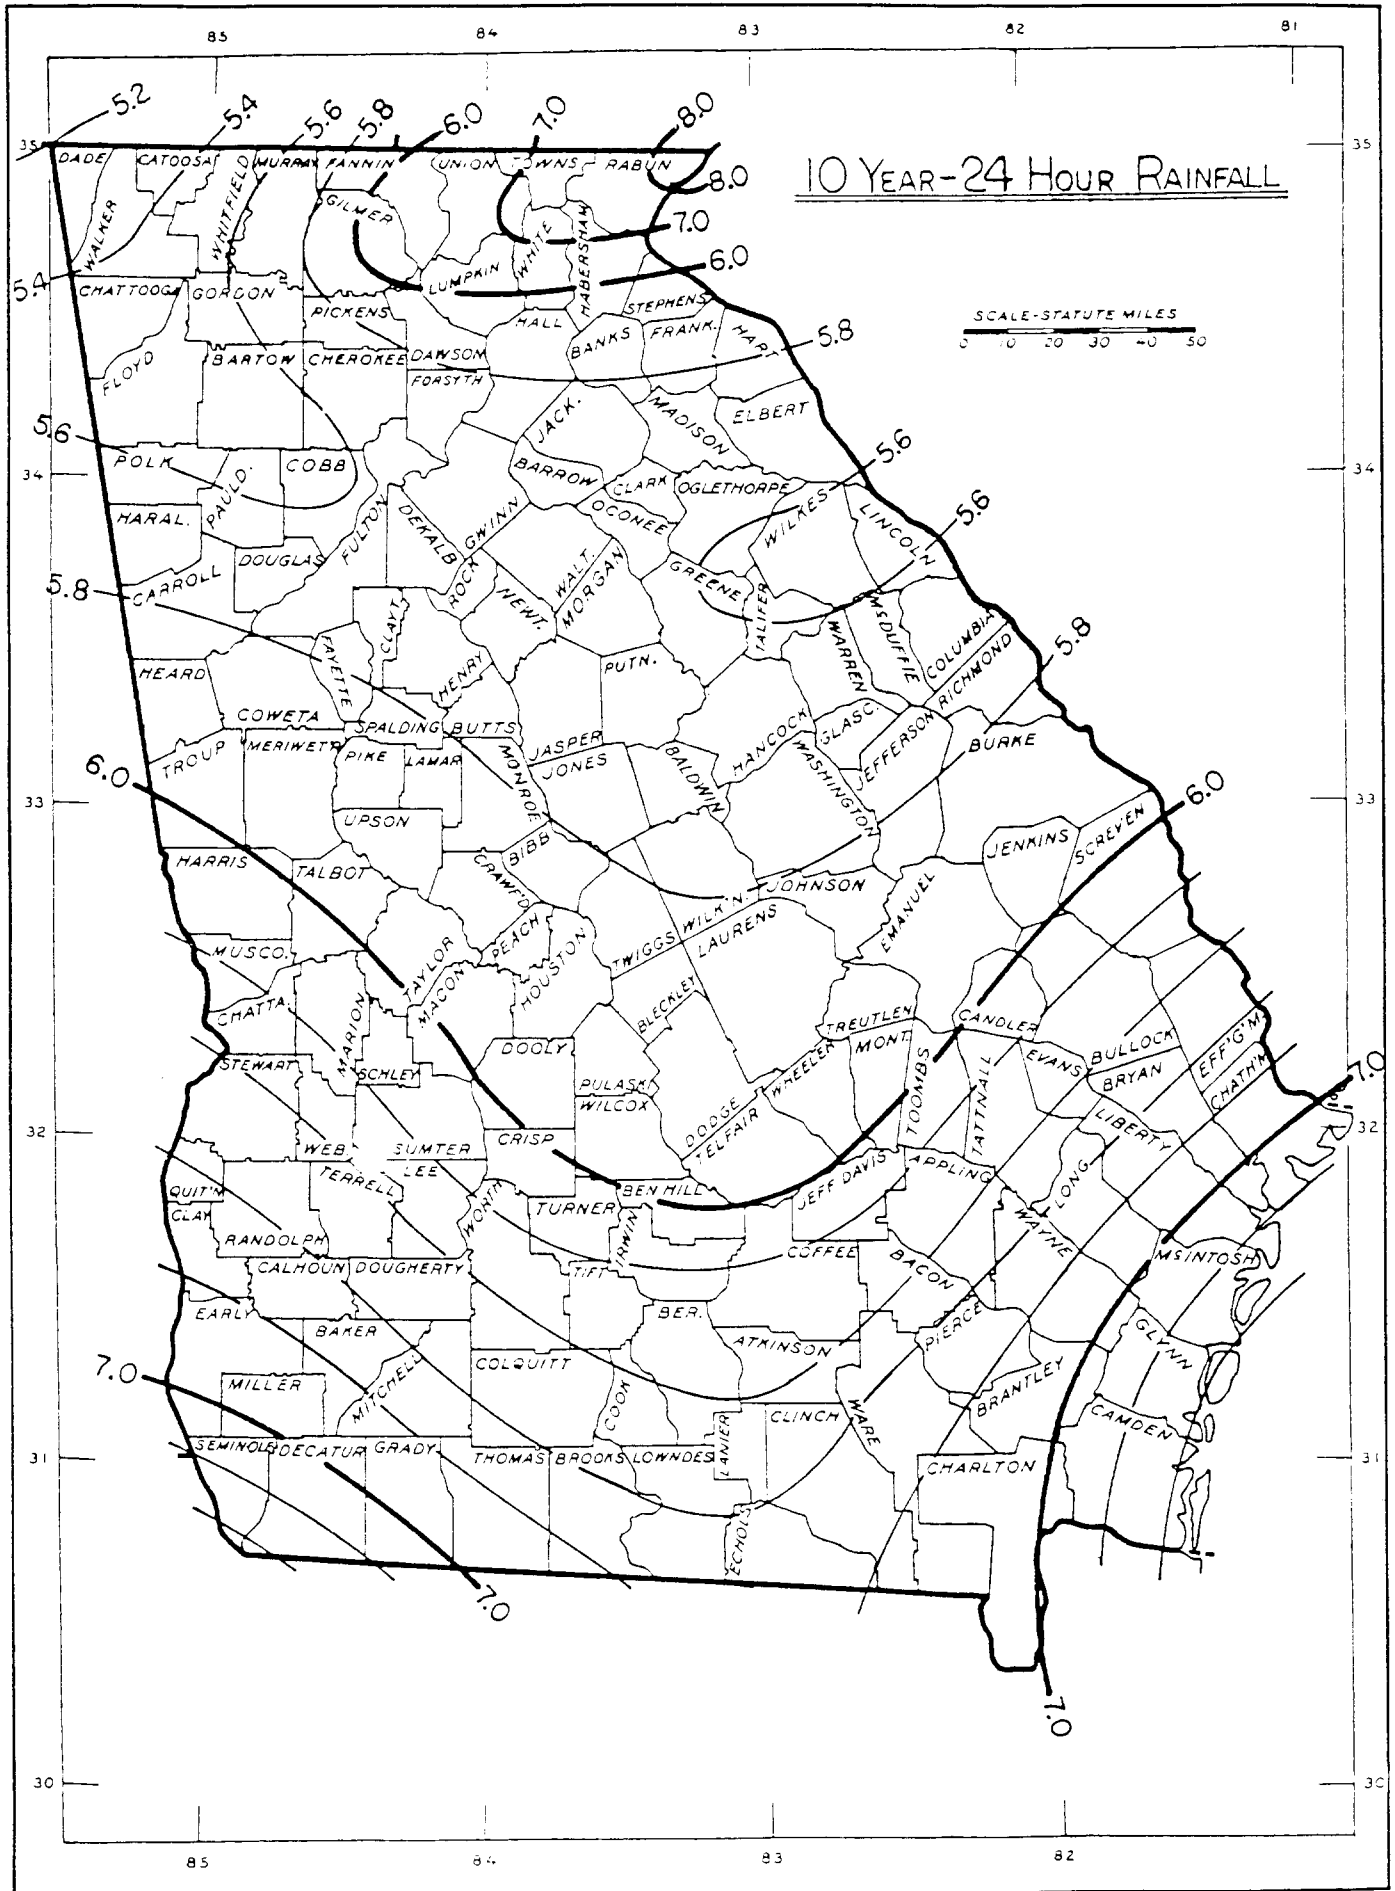 85 84 83 82 81
5.2 5.4 5.6 5.8 6.0 7.0 8.0
35 35
DADE CATOOSA WHITFIELD MURRAY FANNIN UNION TOWNS RABUN
10 YEAR-24 HOUR RAINFALL
8.0
WALKER GILMER WHITE HABERSHAM 7.0
5.4 CHATTOOGA GORDON LUMPKIN 6.0
PICKENS HALL STEPHENS
SCALE-STATUTE MILES
0 10 20 30 40 50
FLOYD BARTOW CHEROKEE DAWSON BANKS FRANK. HART 5.8
FORSYTH
JACK. MADISON ELBERT
5.6 5.6
POLK PAULD. COBB BARROW CLARK OGLETHORPE
34 34
HARAL. FULTON DEKALB GWINN OCONEE WILKES LINCOLN 5.6
CARROLL DOUGLAS ROCK NEWT. WALT. MORGAN GREENE
5.8 TALIFER McDUFFIE COLUMBIA
HEARD FAYETTE CLAYT. HENRY PUTN. WARREN RICHMOND 5.8
COWETA SPALDING BUTTS HANCOCK GLASC. JEFFERSON BURKE
TROUP MERIWET. PIKE LAMAR MONROE JASPER JONES BALDWIN WASHINGTON
6.0
33 33
UPSON 6.0
HARRIS TALBOT CRAWF'D BIBB JENKINS SCREVEN
JOHNSON EMANUEL
WILK'N. LAURENS
MUSCO. TAYLOR PEACH HOUSTON TWIGGS
CHATTA. MARION MACON BLECKLEY TREUTLEN CANDLER
STEWART SCHLEY DOOLY PULASKI WHEELER MONT. TOOMBS TATTNALL EVANS BULLOCK EFF'G'M. CHATH'M
WILCOX BRYAN 7.0
32 32
WEB. SUMTER CRISP DODGE TELFAIR LIBERTY
QUIT'N TERRELL LEE BEN HILL JEFF DAVIS APPLING LONG
CLAY TURNER
RANDOLPH WORTH IRWIN COFFEE WAYNE McINTOSH
CALHOUN DOUGHERTY TIFT BACON
EARLY BAKER BER. ATKINSON PIERCE GLYNN
7.0 MILLER MITCHELL COLQUITT COOK CLINCH WARE BRANTLEY CAMDEN
SEMINOLE DECATUR GRADY THOMAS BROOKS LOWNDES LANIER CHARLTON
31 31
ECHOLS
7.0
7.0
30 30
85 84 83 82